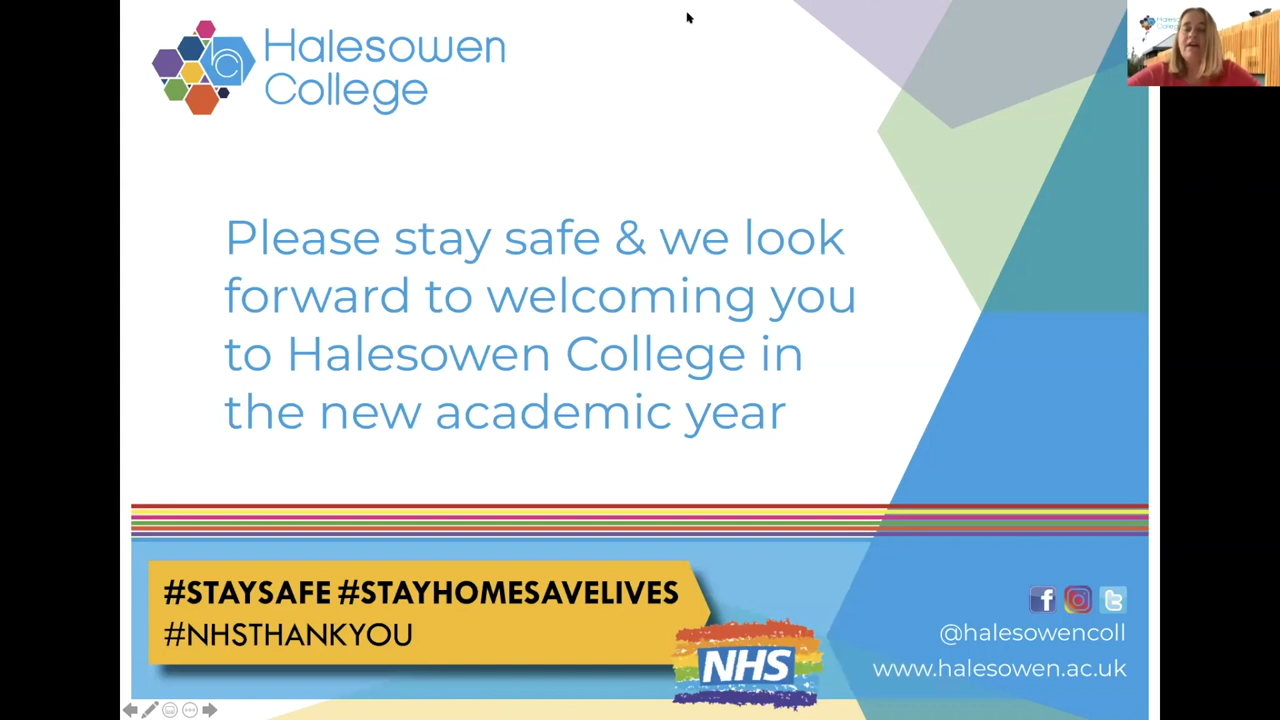 Halesowen
College
Please stay safe & we look
forward to welcoming you
to Halesowen College in
the new academic year
#STAYSAFE #STAYHOMESAVELIVES
#NHSTHANKYOU
NHS
@halesowencoll
www.halesowen.ac.uk